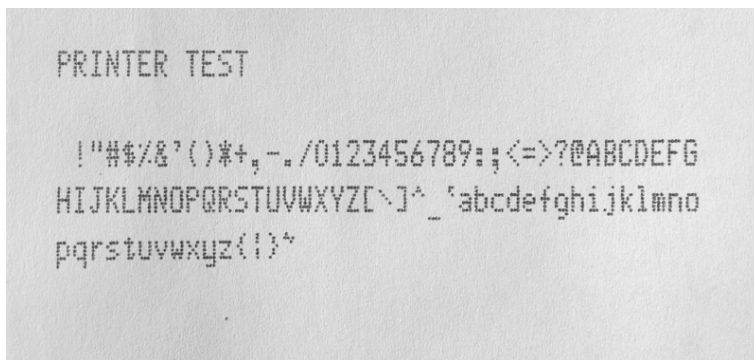 PRINTER TEST
!"#$%&'()*+,-./0123456789:;<=>?@ABCDEFG
HIJKLMNOPQRSTUVWXYZ[\]^_`abcdefghijklmno
pqrstuvwxyz{¦}~